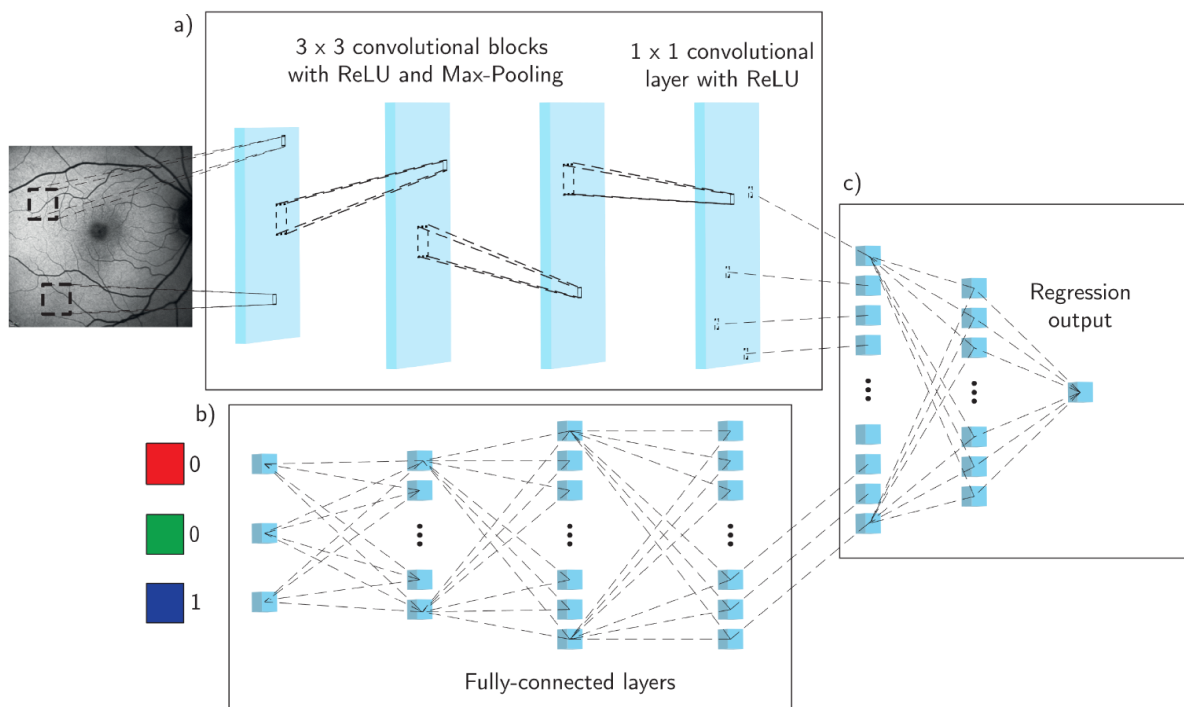 a)
3 x 3 convolutional blocks
with ReLU and Max-Pooling
1 x 1 convolutional
layer with ReLU
c)
Regression
output
b)
0
0
1
Fully-connected layers